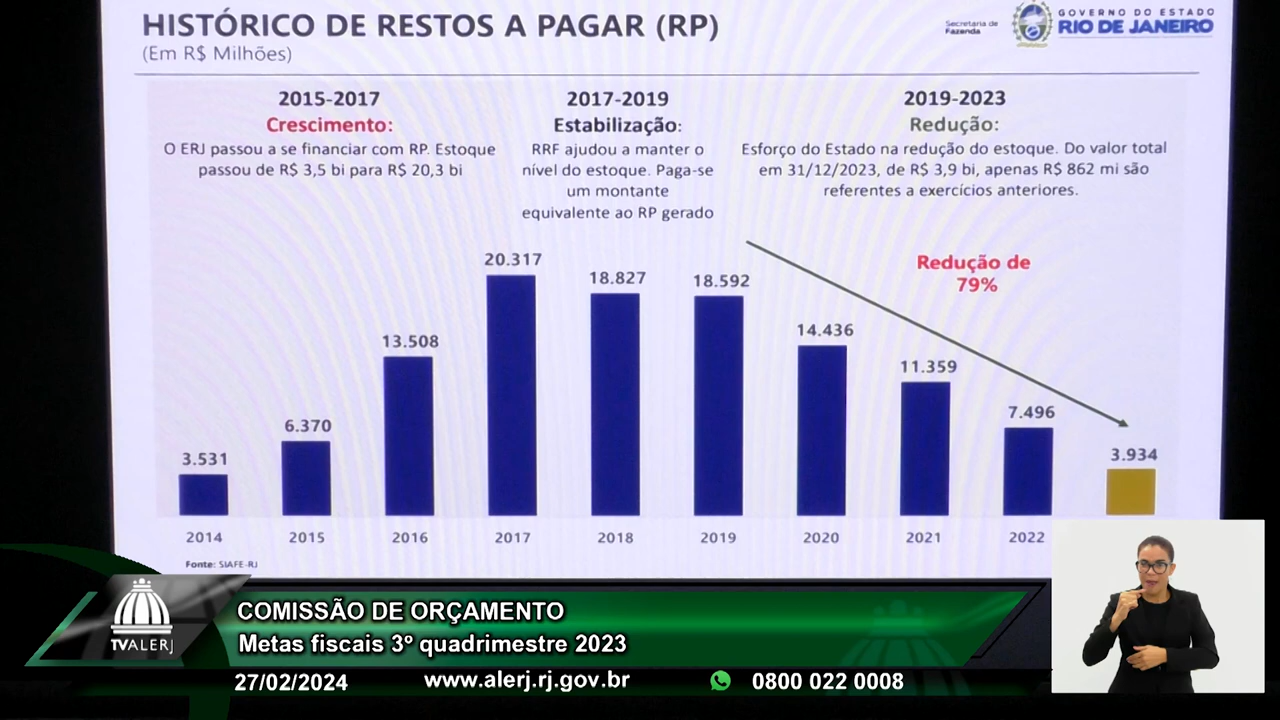 HISTÓRICO DE RESTOS A PAGAR (RP)
(Em R$ Milhões)
Secretaria de
Fazenda
GOVERNO DO ESTADO
RIO DE JANEIRO
2015-2017
Crescimento:
O ERJ passou a se financiar com RP. Estoque
passou de R$ 3,5 bi para R$ 20,3 bi
2017-2019
Estabilização:
RRF ajudou a manter o
nível do estoque. Paga-se
um montante
equivalente ao RP gerado
2019-2023
Redução:
Esforço do Estado na redução do estoque. Do valor total
em 31/12/2023, de R$ 3,9 bi, apenas R$ 862 mi são
referentes a exercícios anteriores.
Redução de
79%
3.531
6.370
13.508
20.317
18.827
18.592
14.436
11.359
7.496
3.934
2014
2015
2016
2017
2018
2019
2020
2021
2022
Fonte: SIAFE-RJ
TVALERJ
COMISSÃO DE ORÇAMENTO
Metas fiscais 3º quadrimestre 2023
27/02/2024
www.alerj.rj.gov.br
0800 022 0008